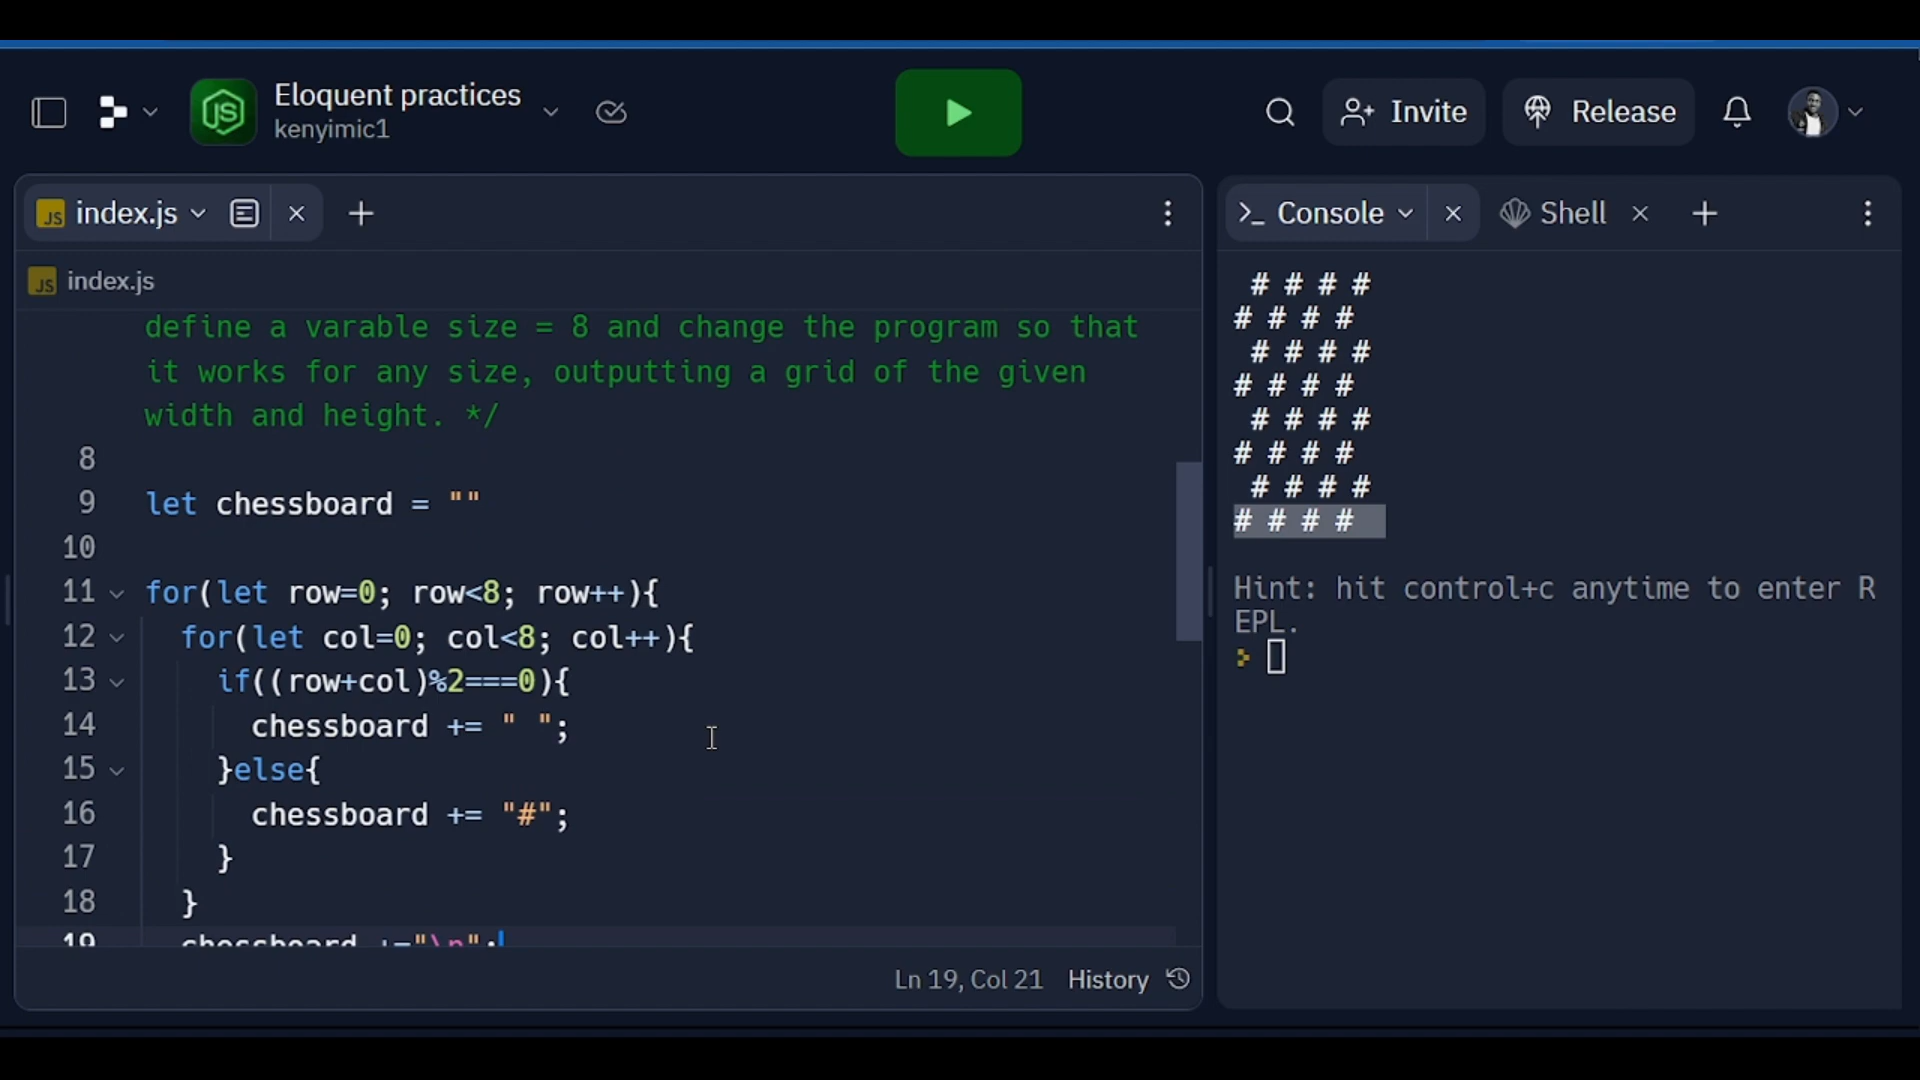 Eloquent practices
kenyimic1
Invite
Release
JS index.js
Console
Shell
JS index.js
define a varable size = 8 and change the program so that
it works for any size, outputting a grid of the given
width and height. */
8
9 let chessboard = ""
10
11 for(let row=0; row<8; row++){
12 for(let col=0; col<8; col++){
13 if((row+col)%2===0){
14 chessboard += " ";
15 }else{
16 chessboard += "#";
17 }
18 }
19 chessboard +="\n";
Ln 19, Col 21 History
 # # # #
# # # #
 # # # #
# # # #
 # # # #
# # # #
 # # # #
# # # #
Hint: hit control+c anytime to enter R
EPL.